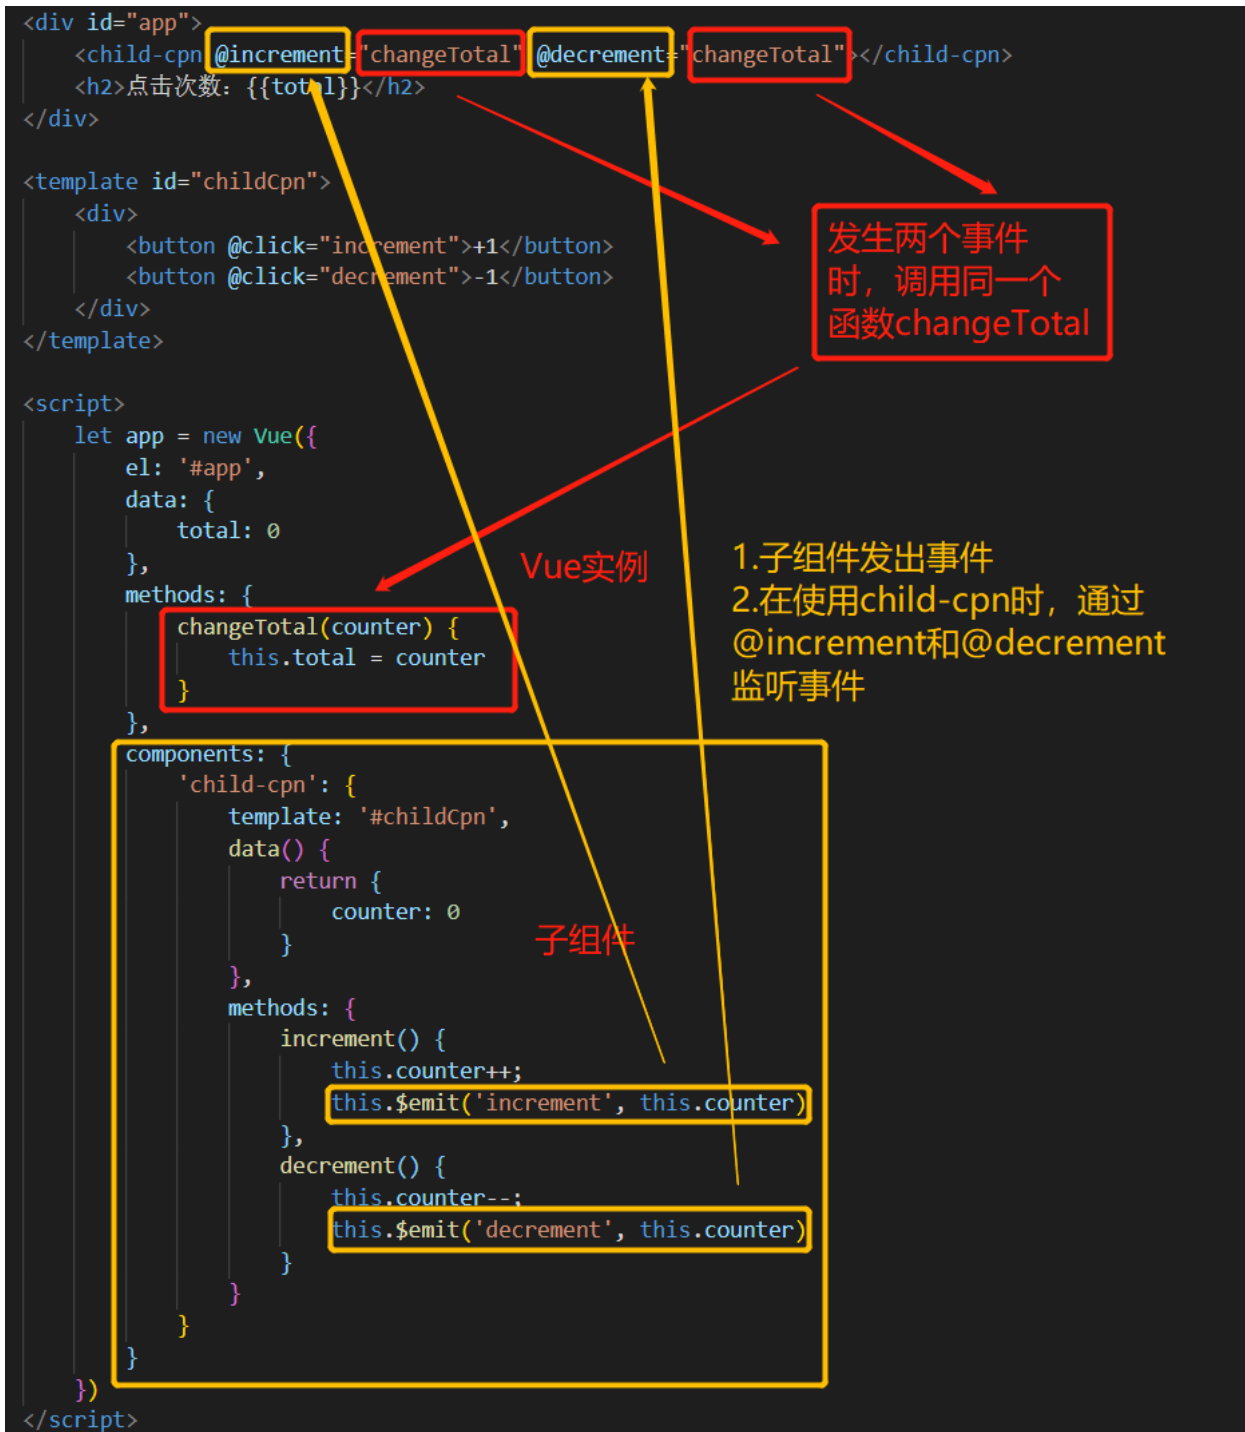 <div id="app">
<child-cpn @increment="changeTotal" @decrement="changeTotal"></child-cpn>
<h2>点击次数：{{total}}</h2>
</div>
<template id="childCpn">
<div>
<button @click="increment">+1</button>
<button @click="decrement">-1</button>
</div>
</template>
发生两个事件
时，调用同一个
函数changeTotal
<script>
let app = new Vue({
el: '#app',
data: {
total: 0
},
methods: {
changeTotal(counter) {
this.total = counter
}
},
Vue实例
1.子组件发出事件
2.在使用child-cpn时，通过
@increment和@decrement
监听事件
components: {
'child-cpn': {
template: '#childCpn',
data() {
return {
counter: 0
}
},
子组件
methods: {
increment() {
this.counter++;
this.$emit('increment', this.counter)
},
decrement() {
this.counter--;
this.$emit('decrement', this.counter)
}
}
}
}
})
</script>